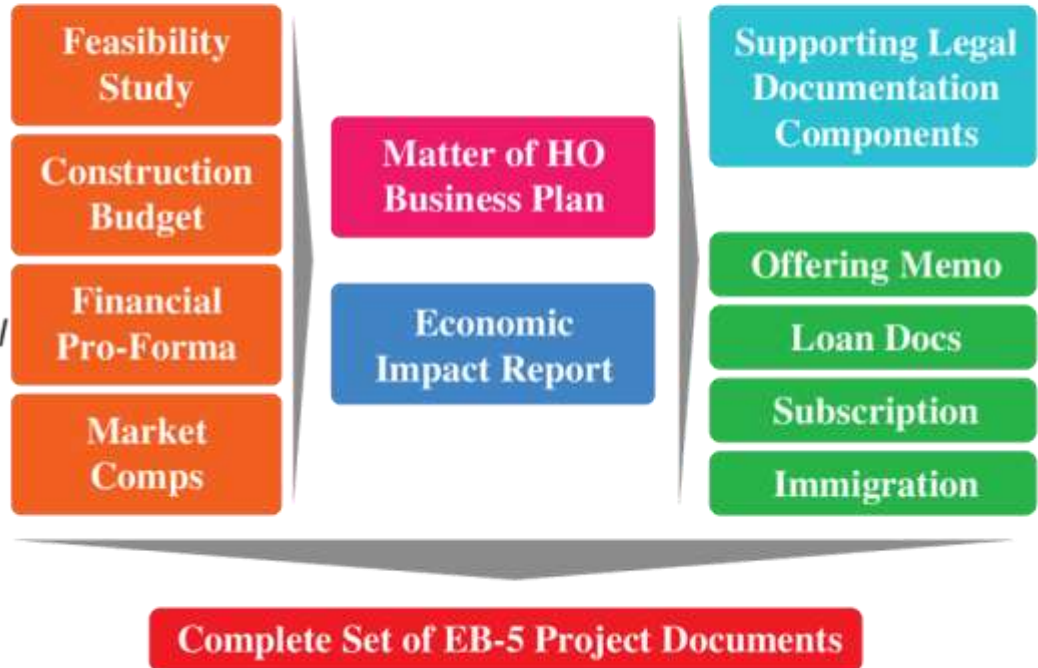 Feasibility
Study
Construction
Budget
Financial
Pro-Forma
Market
Comps
Matter of HO
Business Plan
Economic
Impact Report
Supporting Legal
Documentation
Components
Offering Memo
Loan Docs
Subscription
Immigration
Complete Set of EB-5 Project Documents